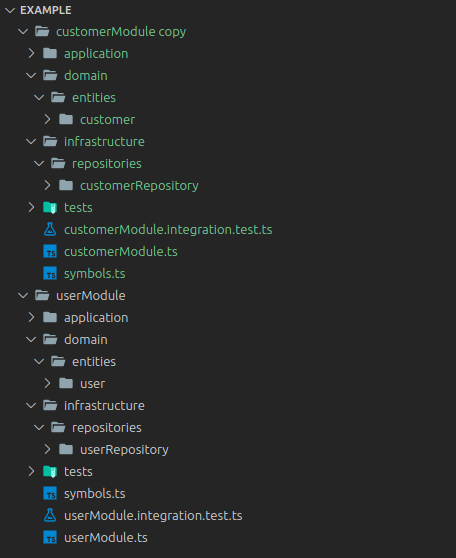 EXAMPLE
customerModule copy
application
domain
entities
customer
infrastructure
repositories
customerRepository
tests
customerModule.integration.test.ts
TS customerModule.ts
TS symbols.ts
userModule
application
domain
entities
user
infrastructure
repositories
userRepository
tests
TS symbols.ts
userModule.integration.test.ts
TS userModule.ts